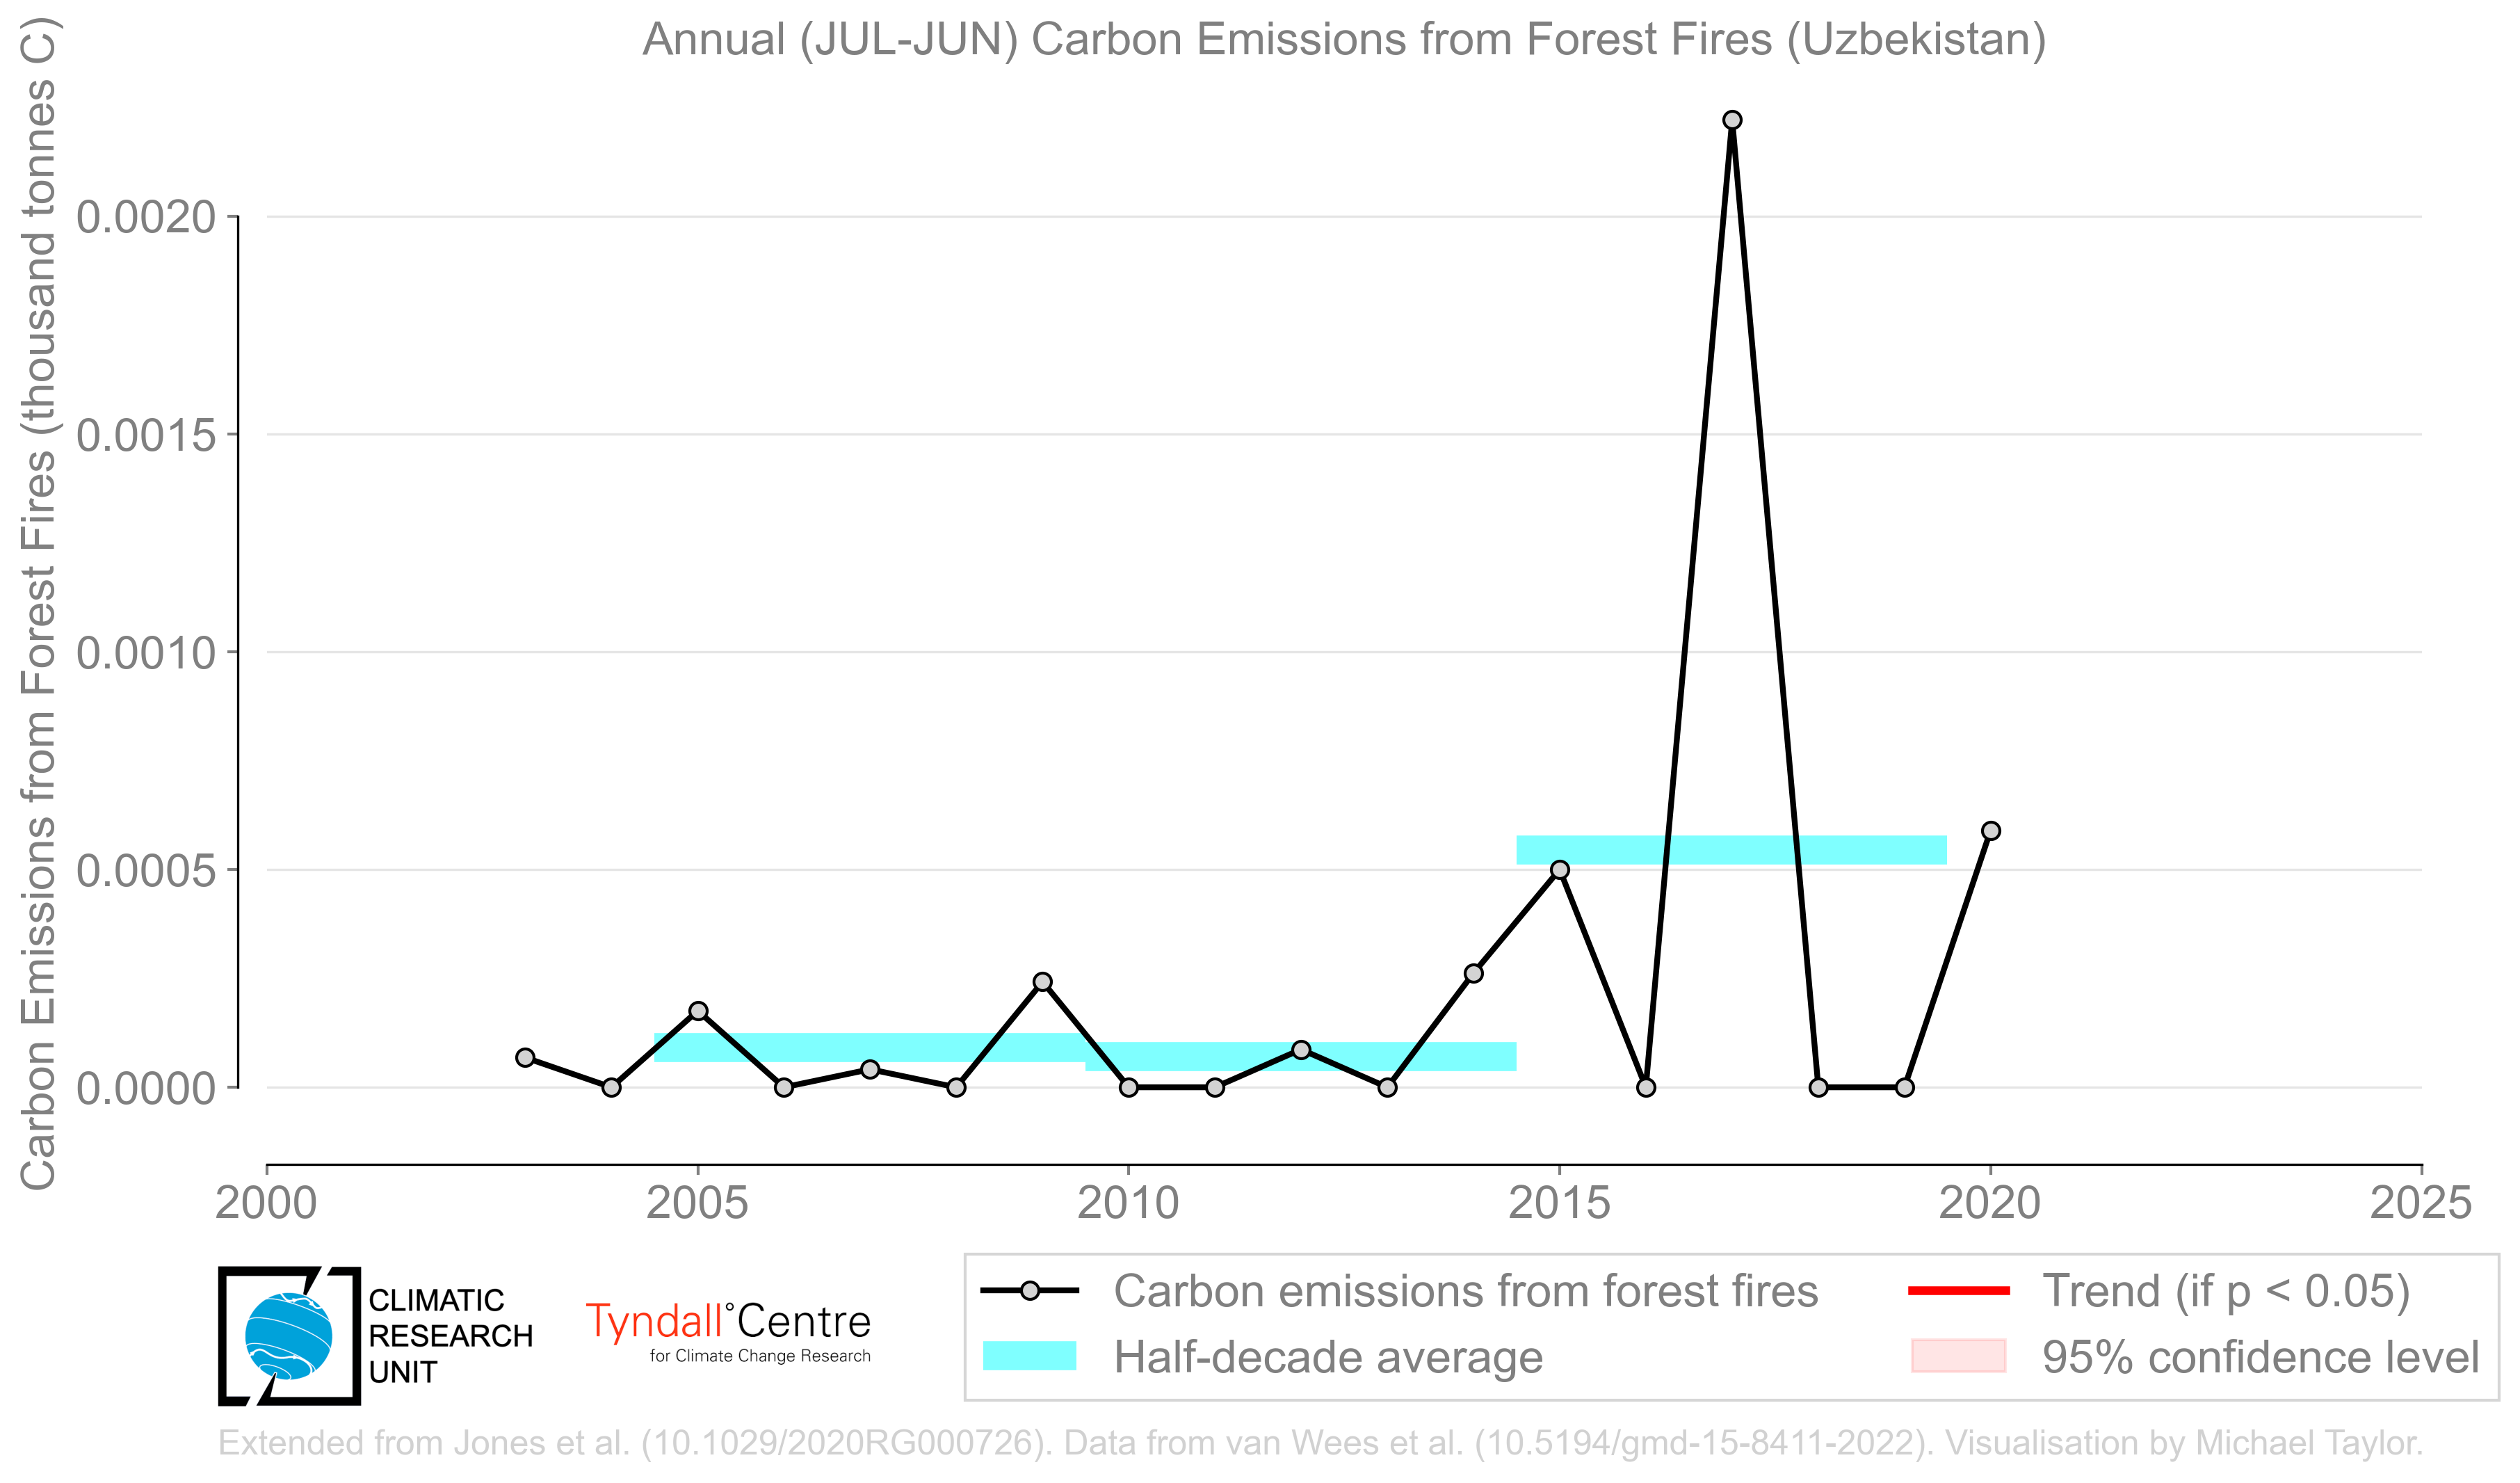 Annual (JUL-JUN) Carbon Emissions from Forest Fires (Uzbekistan)
Carbon Emissions from Forest Fires (thousand tonnes C)
0.0020
0.0015
0.0010
0.0005
0.0000
2000
2005
2010
2015
2020
2025
CLIMATIC
RESEARCH
UNIT
Tyndall°Centre
for Climate Change Research
Carbon emissions from forest fires
Half-decade average
Trend (if p < 0.05)
95% confidence level
Extended from Jones et al. (10.1029/2020RG000726). Data from van Wees et al. (10.5194/gmd-15-8411-2022). Visualisation by Michael Taylor.